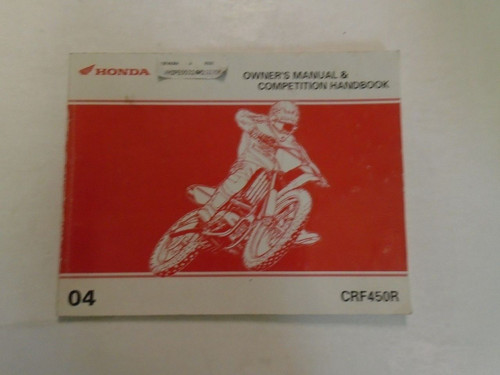 HONDA
OWNER'S MANUAL &
COMPETITION HANDBOOK
04
CRF450R